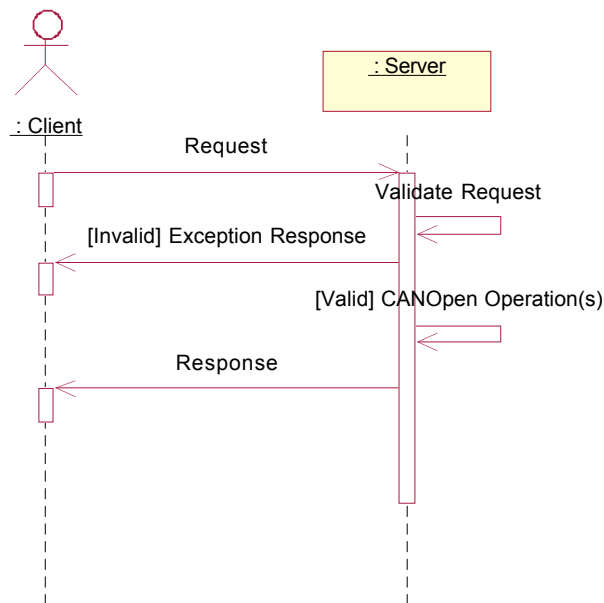 : Server
: Client
Request
Validate Request
[Invalid] Exception Response
[Valid] CANOpen Operation(s)
Response